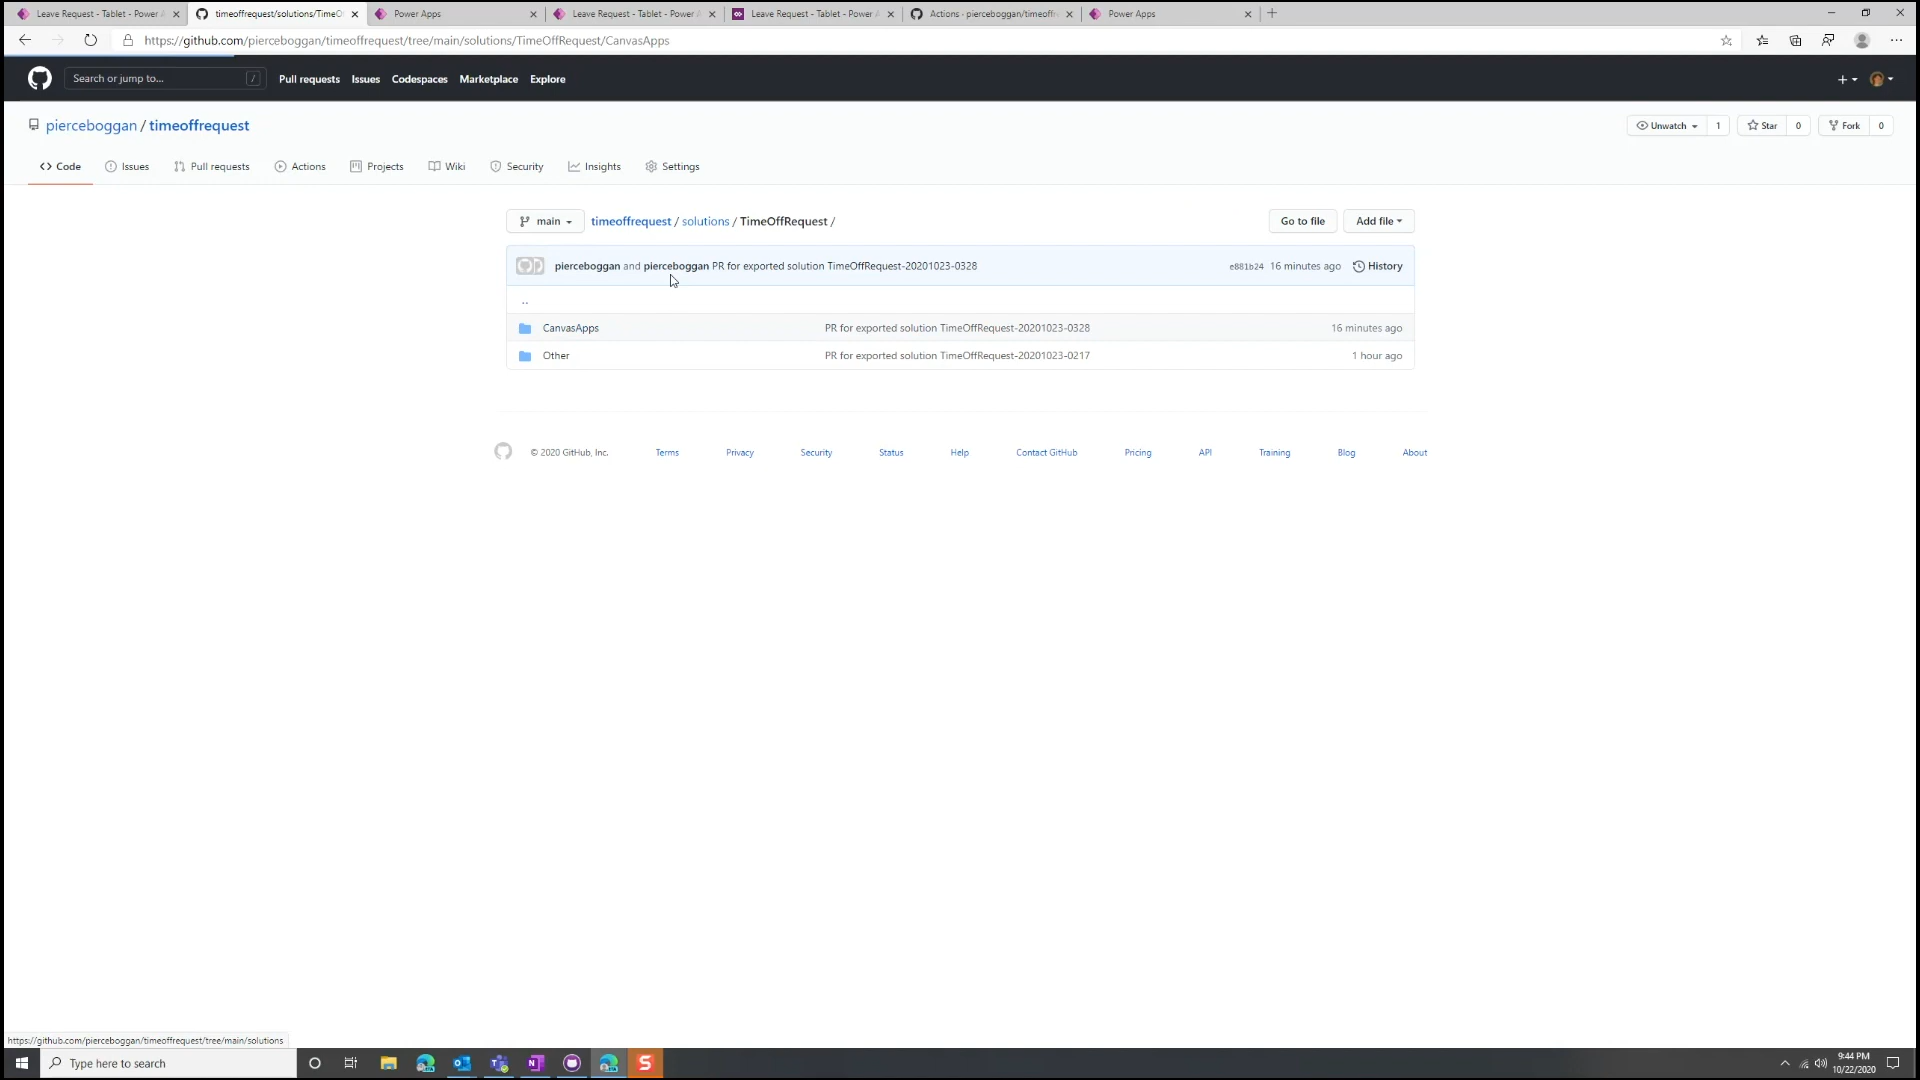 Leave Request - Tablet - Power A
timeoffrequest/solutions/TimeO
Power Apps
Leave Request - Tablet - Power A
Leave Request - Tablet - Power A
Actions · pierceboggan/timeoffr
Power Apps
https://github.com/pierceboggan/timeoffrequest/tree/main/solutions/TimeOffRequest/CanvasApps
Search or jump to... / Pull requests Issues Codespaces Marketplace Explore
pierceboggan / timeoffrequest
Unwatch 1 Star 0 Fork 0
Code Issues Pull requests Actions Projects Wiki Security Insights Settings
main timeoffrequest / solutions / TimeOffRequest / Go to file Add file
pierceboggan and pierceboggan PR for exported solution TimeOffRequest-20201023-0328 e881b24 16 minutes ago History
..
CanvasApps PR for exported solution TimeOffRequest-20201023-0328 16 minutes ago
Other PR for exported solution TimeOffRequest-20201023-0217 1 hour ago
© 2020 GitHub, Inc. Terms Privacy Security Status Help Contact GitHub Pricing API Training Blog About
https://github.com/pierceboggan/timeoffrequest/tree/main/solutions
Type here to search
9:44 PM
10/22/2020